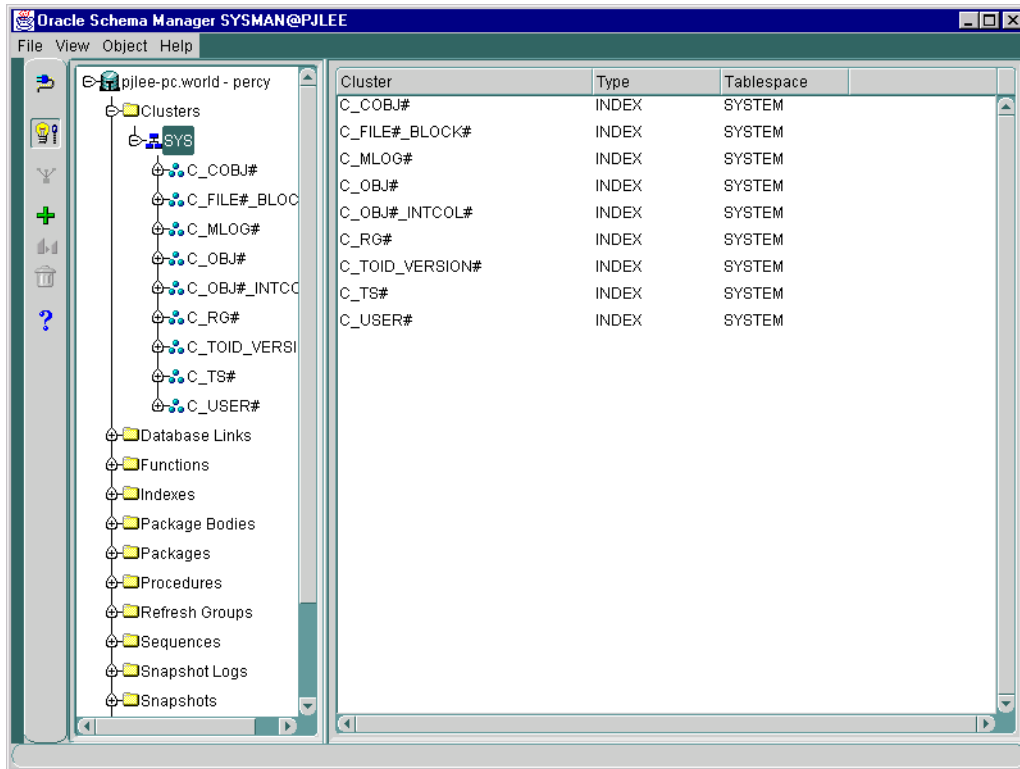 Oracle Schema Manager SYSMAN@PJLEE
File View Object Help
pjlee-pc.world - percy
Clusters
SYS
C_COBJ#
C_FILE#_BLOC
C_MLOG#
C_OBJ#
C_OBJ#_INTCO
C_RG#
C_TOID_VERSI
C_TS#
C_USER#
Database Links
Functions
Indexes
Package Bodies
Packages
Procedures
Refresh Groups
Sequences
Snapshot Logs
Snapshots
Cluster Type Tablespace
C_COBJ# INDEX SYSTEM
C_FILE#_BLOCK# INDEX SYSTEM
C_MLOG# INDEX SYSTEM
C_OBJ# INDEX SYSTEM
C_OBJ#_INTCOL# INDEX SYSTEM
C_RG# INDEX SYSTEM
C_TOID_VERSION# INDEX SYSTEM
C_TS# INDEX SYSTEM
C_USER# INDEX SYSTEM